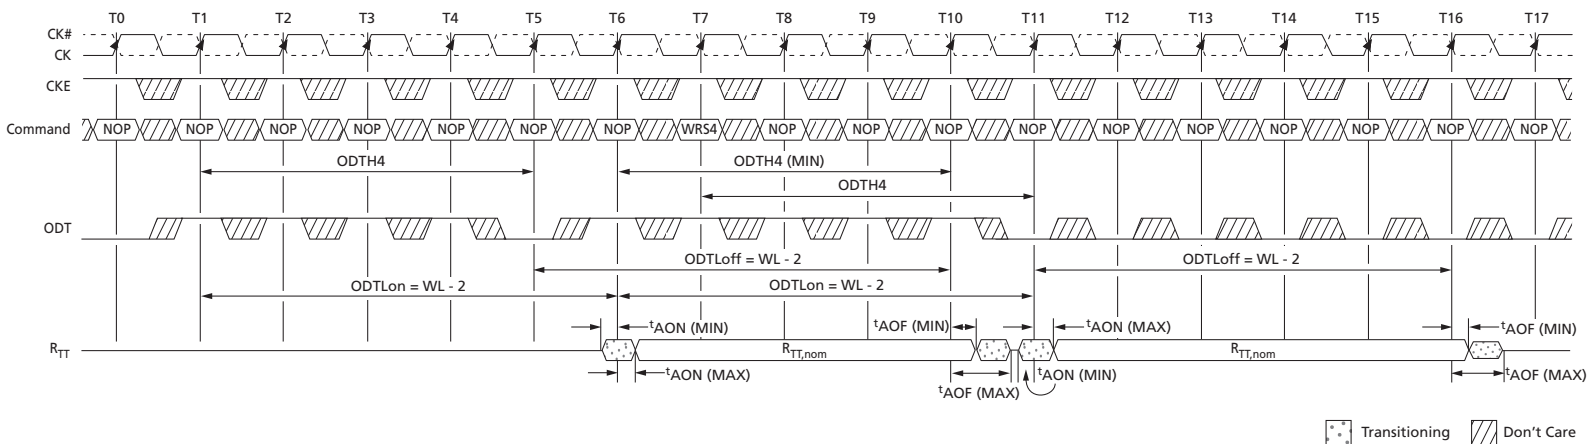 T0 T1 T2 T3 T4 T5 T6 T7 T8 T9 T10 T11 T12 T13 T14 T15 T16 T17
CK#
CK
CKE
Command NOP NOP NOP NOP NOP NOP NOP WRS4 NOP NOP NOP NOP NOP NOP NOP NOP NOP NOP
ODTH4 ODTH4 (MIN)
ODTH4
ODT
ODTLoff = WL - 2 ODTLoff = WL - 2
ODTLon = WL - 2 ODTLon = WL - 2
tAON (MIN) tAOF (MIN) tAON (MAX) tAOF (MIN)
RTT RTT,nom RTT,nom
tAON (MAX) tAON (MIN) tAOF (MAX)
tAOF (MAX)
Transitioning Don't Care